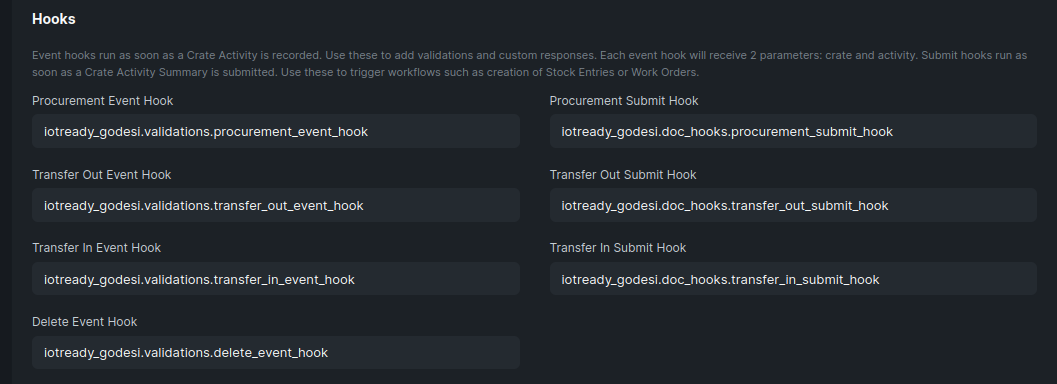 Hooks
Event hooks run as soon as a Crate Activity is recorded. Use these to add validations and custom responses. Each event hook will receive 2 parameters: crate and activity. Submit hooks run as
soon as a Crate Activity Summary is submitted. Use these to trigger workflows such as creation of Stock Entries or Work Orders.
Procurement Event Hook
iotready_godesi.validations.procurement_event_hook
Procurement Submit Hook
iotready_godesi.doc_hooks.procurement_submit_hook
Transfer Out Event Hook
iotready_godesi.validations.transfer_out_event_hook
Transfer Out Submit Hook
iotready_godesi.doc_hooks.transfer_out_submit_hook
Transfer In Event Hook
iotready_godesi.validations.transfer_in_event_hook
Transfer In Submit Hook
iotready_godesi.doc_hooks.transfer_in_submit_hook
Delete Event Hook
iotready_godesi.validations.delete_event_hook